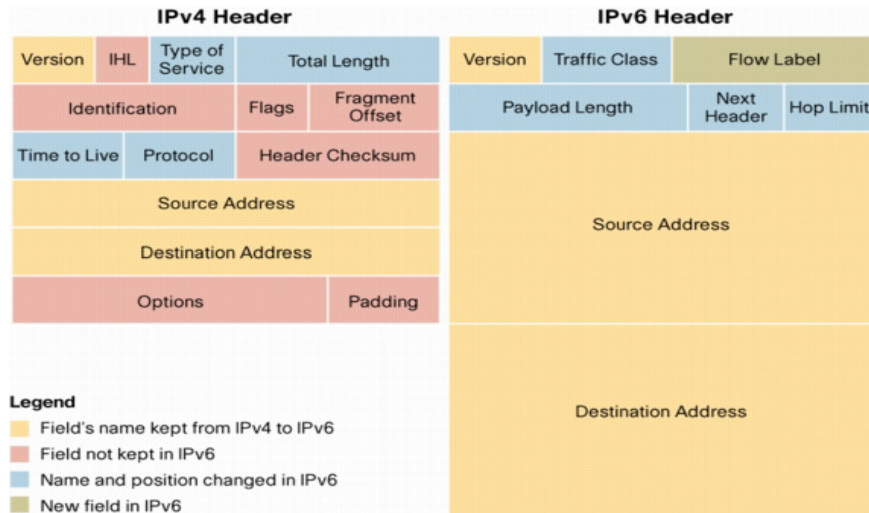 IPv4 Header
Version IHL Type of Service Total Length
Identification Flags Fragment Offset
Time to Live Protocol Header Checksum
Source Address
Destination Address
Options Padding
IPv6 Header
Version Traffic Class Flow Label
Payload Length Next Header Hop Limit
Source Address
Destination Address
Legend
Field's name kept from IPv4 to IPv6
Field not kept in IPv6
Name and position changed in IPv6
New field in IPv6